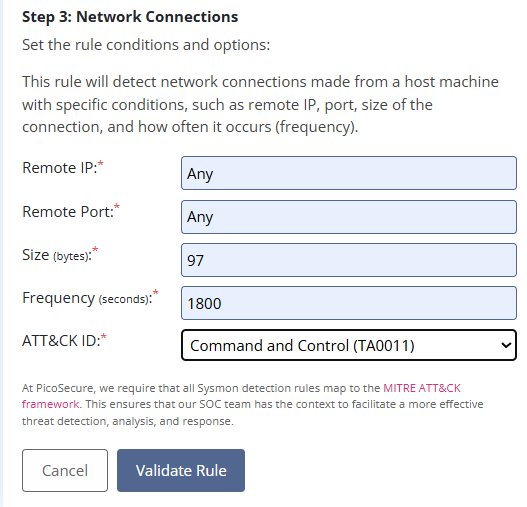 Step 3: Network Connections
Set the rule conditions and options:
This rule will detect network connections made from a host machine
with specific conditions, such as remote IP, port, size of the
connection, and how often it occurs (frequency).
Remote IP:* Any
Remote Port:* Any
Size (bytes):* 97
Frequency (seconds):* 1800
ATT&CK ID:* Command and Control (TA0011)
At PicoSecure, we require that all Sysmon detection rules map to the MITRE ATT&CK
framework. This ensures that our SOC team has the context to facilitate a more effective
threat detection, analysis, and response.
Cancel Validate Rule